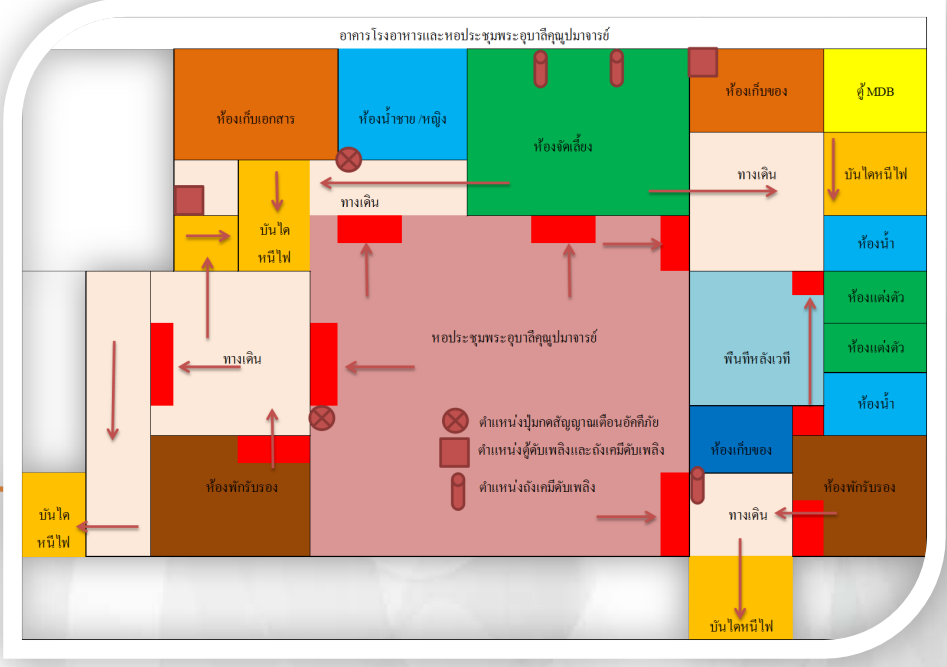 อาคารโรงอาหารและหอประชุมพระอุบาลีคุณูปมาจารย์
ห้องเก็บเอกสาร
ห้องน้ำชาย /หญิง
ห้องจัดเลี้ยง
ห้องเก็บของ
ตู้ MDB
ทางเดิน
ทางเดิน
บันไดหนีไฟ
บันได
หนีไฟ
ห้องน้ำ
ห้องแต่งตัว
หอประชุมพระอุบาลีคุณูปมาจารย์
ห้องแต่งตัว
ทางเดิน
พื้นที่หลังเวที
ห้องน้ำ
ตำแหน่งปุ่มกดสัญญาณเตือนอัคคีภัย
ตำแหน่งตู้ดับเพลิงและถังเคมีดับเพลิง
ห้องเก็บของ
ห้องพักรับรอง
ตำแหน่งถังเคมีดับเพลิง
ห้องพักรับรอง
บันได
หนีไฟ
ทางเดิน
บันไดหนีไฟ